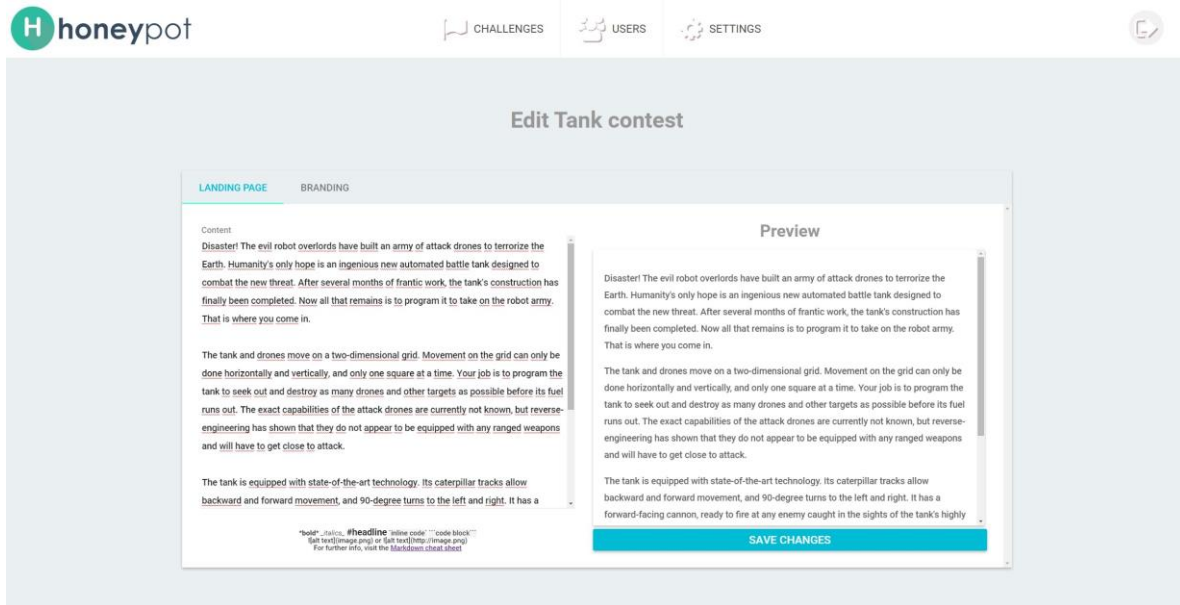 H honeypot
CHALLENGES
USERS
SETTINGS
Edit Tank contest
LANDING PAGE
BRANDING
Content
Disaster! The evil robot overlords have built an army of attack drones to terrorize the
Earth. Humanity's only hope is an ingenious new automated battle tank designed to
combat the new threat. After several months of frantic work, the tank's construction has
finally been completed. Now all that remains is to program it to take on the robot army.
That is where you come in.
The tank and drones move on a two-dimensional grid. Movement on the grid can only be
done horizontally and vertically, and only one square at a time. Your job is to program the
tank to seek out and destroy as many drones and other targets as possible before its fuel
runs out. The exact capabilities of the attack drones are currently not known, but reverse-
engineering has shown that they do not appear to be equipped with any ranged weapons
and will have to get close to attack.
The tank is equipped with state-of-the-art technology. Its caterpillar tracks allow
backward and forward movement, and 90-degree turns to the left and right. It has a
*bold* _italics_ #headline `inline code` ```code block```
![alt text](image.png) or ![alt text](http://image.png)
For further info, visit the Markdown cheat sheet
Preview
Disaster! The evil robot overlords have built an army of attack drones to terrorize the
Earth. Humanity's only hope is an ingenious new automated battle tank designed to
combat the new threat. After several months of frantic work, the tank's construction has
finally been completed. Now all that remains is to program it to take on the robot army.
That is where you come in.
The tank and drones move on a two-dimensional grid. Movement on the grid can only be
done horizontally and vertically, and only one square at a time. Your job is to program the
tank to seek out and destroy as many drones and other targets as possible before its fuel
runs out. The exact capabilities of the attack drones are currently not known, but reverse-
engineering has shown that they do not appear to be equipped with any ranged weapons
and will have to get close to attack.
The tank is equipped with state-of-the-art technology. Its caterpillar tracks allow
backward and forward movement, and 90-degree turns to the left and right. It has a
forward-facing cannon, ready to fire at any enemy caught in the sights of the tank's highly
SAVE CHANGES